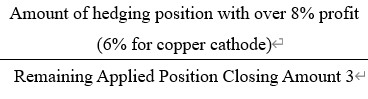 Amount of hedging position with over 8% profit
(6% for copper cathode)↵
Remaining Applied Position Closing Amount 3↵